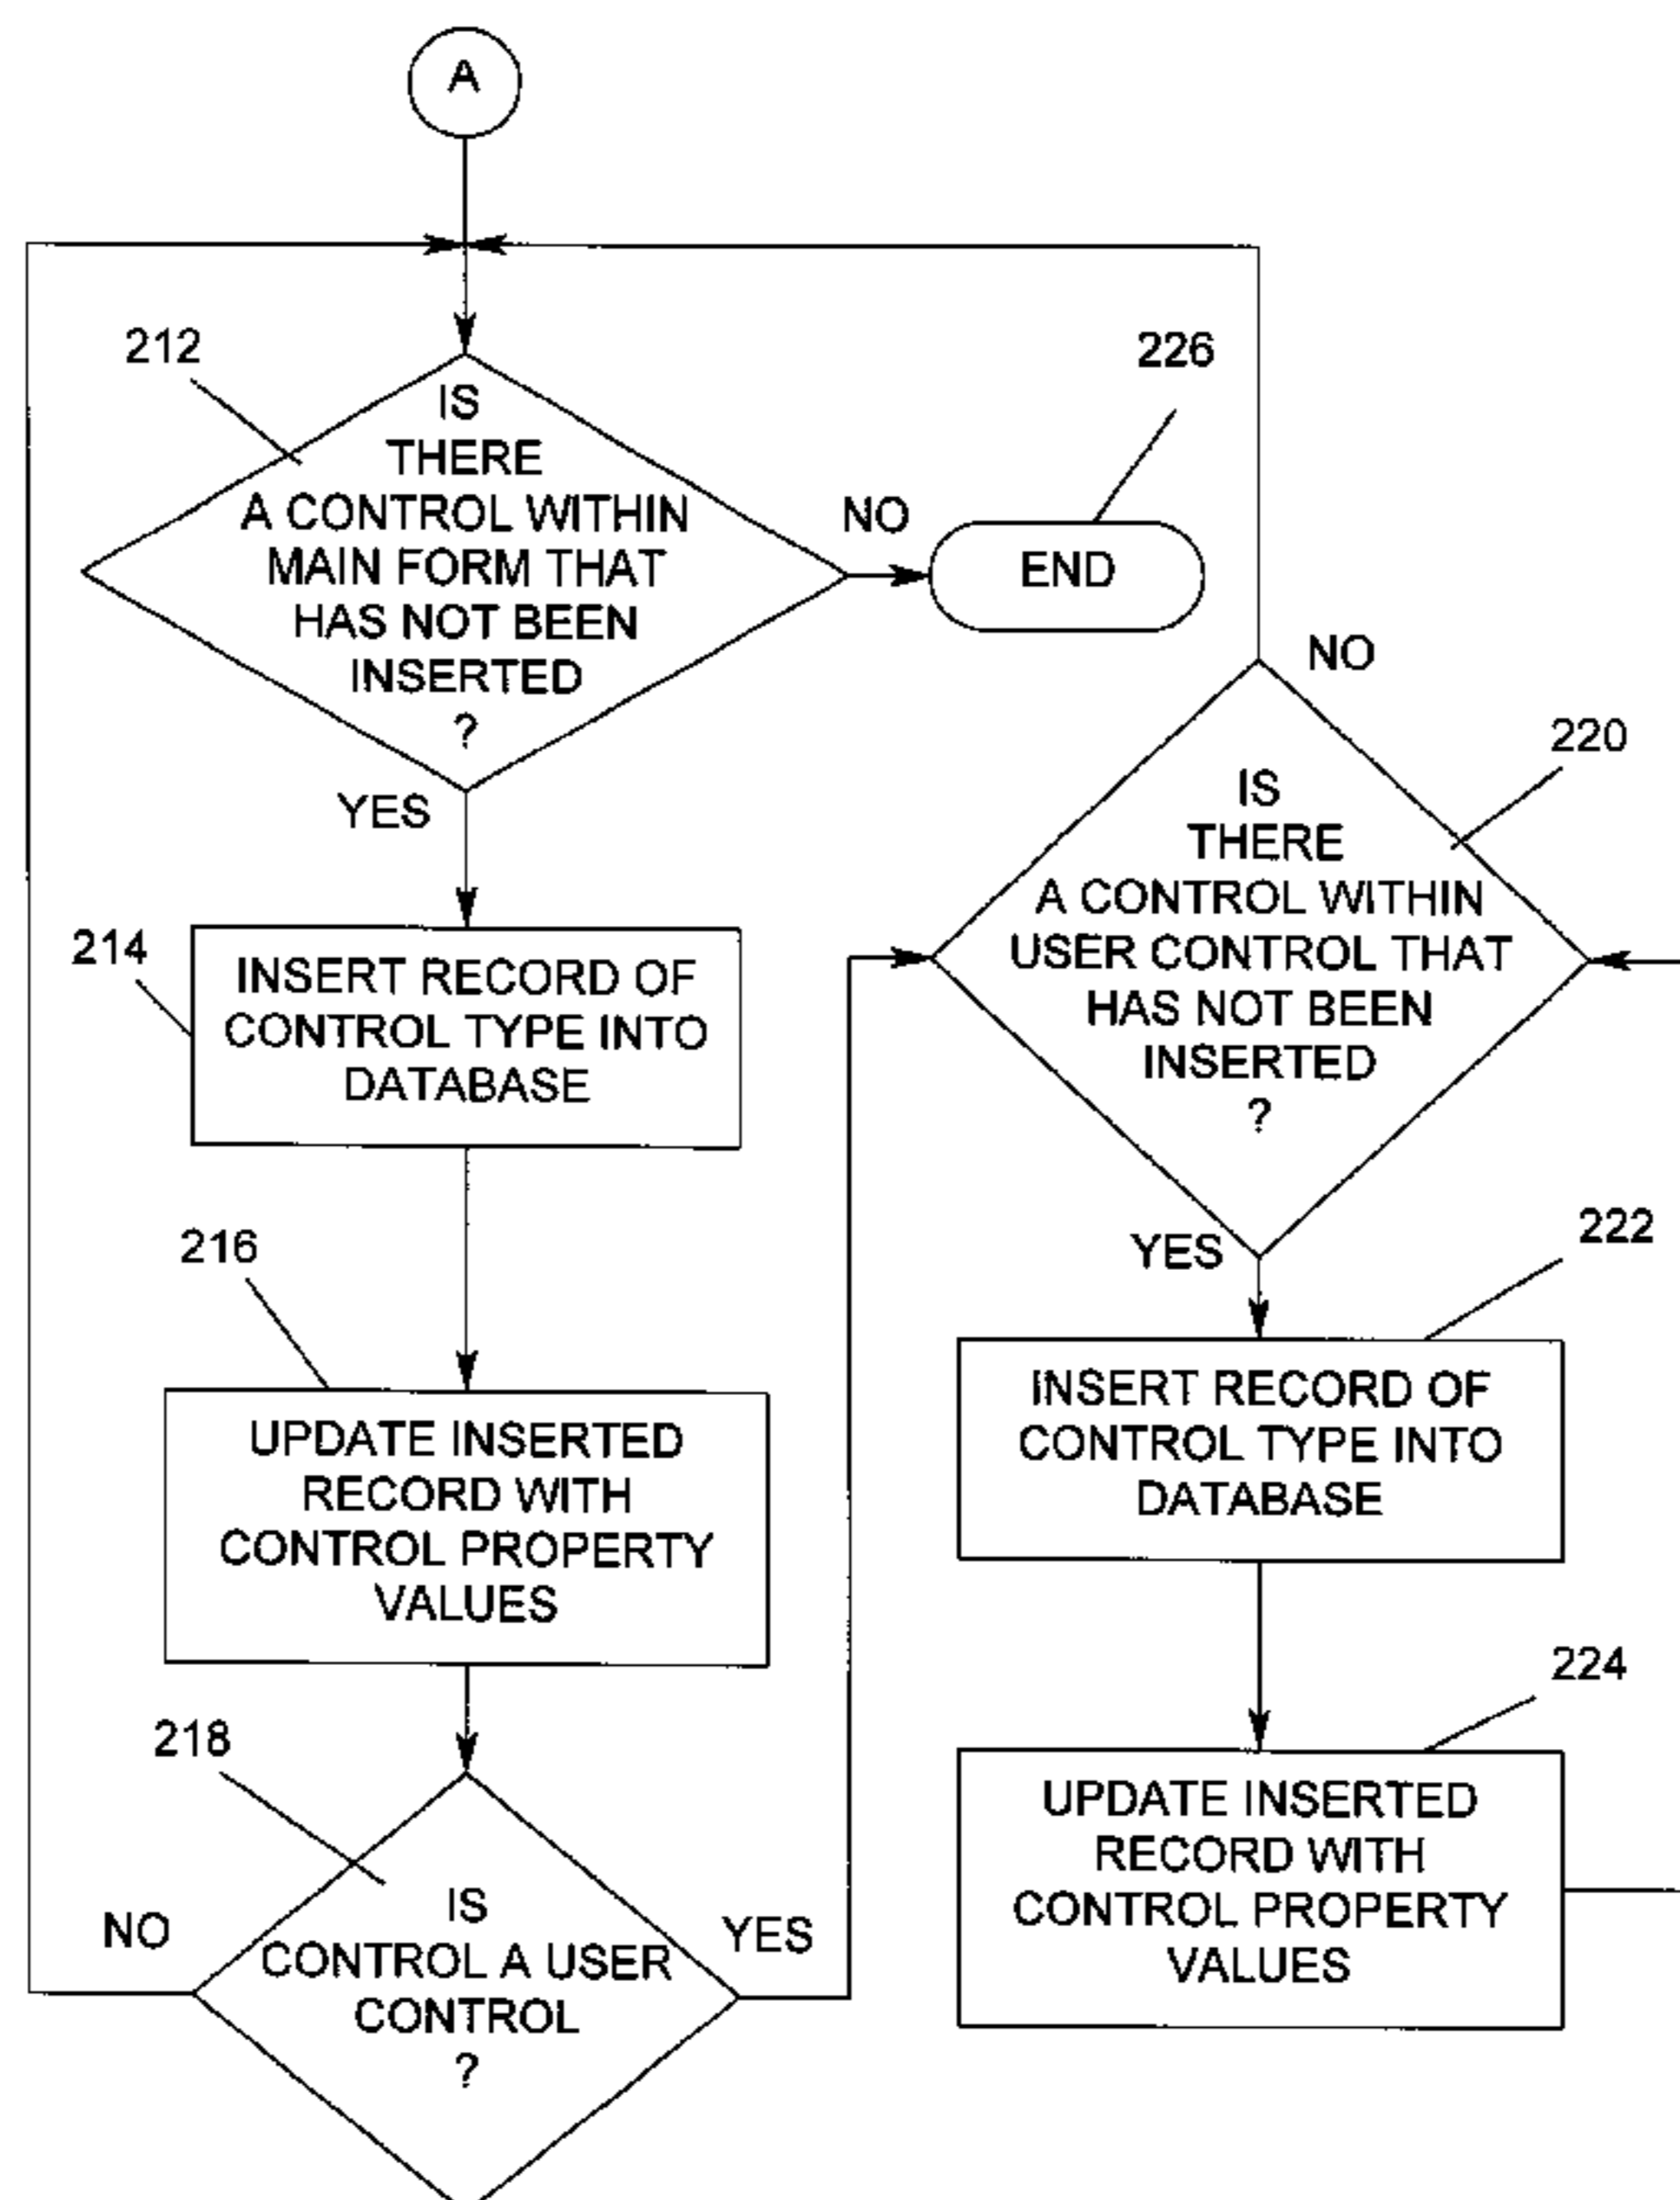 A
212
IS
THERE
A CONTROL WITHIN
MAIN FORM THAT
HAS NOT BEEN
INSERTED
?
NO
226
END
YES
214
INSERT RECORD OF
CONTROL TYPE INTO
DATABASE
216
UPDATE INSERTED
RECORD WITH
CONTROL PROPERTY
VALUES
218
IS
CONTROL A USER
CONTROL
?
NO
YES
NO
220
IS
THERE
A CONTROL WITHIN
USER CONTROL THAT
HAS NOT BEEN
INSERTED
?
YES
222
INSERT RECORD OF
CONTROL TYPE INTO
DATABASE
224
UPDATE INSERTED
RECORD WITH
CONTROL PROPERTY
VALUES